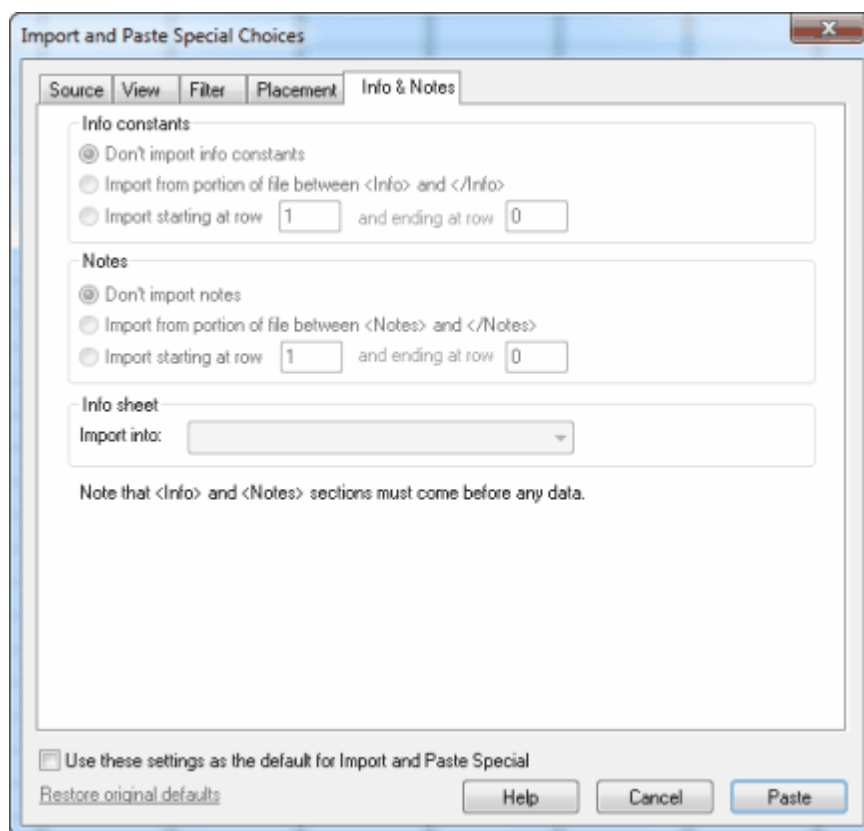 Import and Paste Special Choices
Source View Filter Placement Info & Notes
Info constants
Don't import info constants
Import from portion of file between <Info> and </Info>
Import starting at row 1 and ending at row 0
Notes
Don't import notes
Import from portion of file between <Notes> and </Notes>
Import starting at row 1 and ending at row 0
Info sheet
Import into:
Note that <Info> and <Notes> sections must come before any data.
Use these settings as the default for Import and Paste Special
Restore original defaults Help Cancel Paste